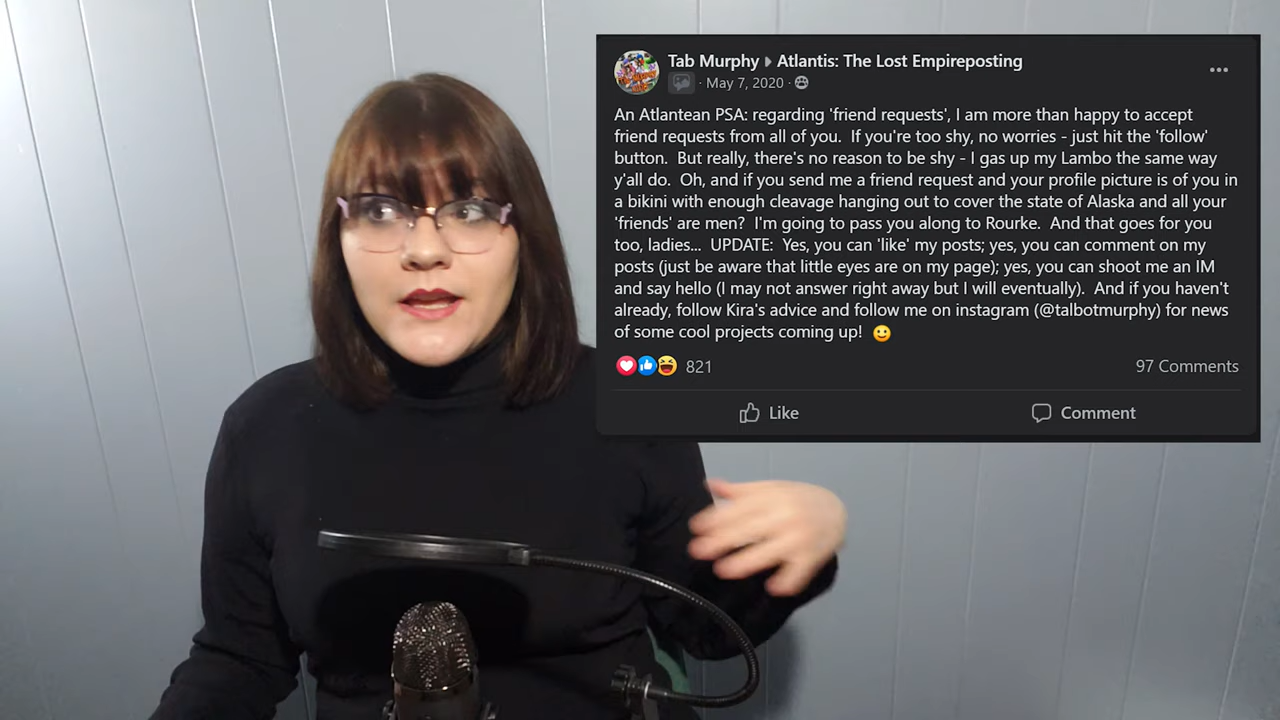 Tab Murphy ▸ Atlantis: The Lost Empireposting
· May 7, 2020 ·
An Atlantean PSA: regarding 'friend requests', I am more than happy to accept
friend requests from all of you.  If you're too shy, no worries - just hit the 'follow'
button.  But really, there's no reason to be shy - I gas up my Lambo the same way
y'all do.  Oh, and if you send me a friend request and your profile picture is of you in
a bikini with enough cleavage hanging out to cover the state of Alaska and all your
'friends' are men?  I'm going to pass you along to Rourke.  And that goes for you
too, ladies...  UPDATE:  Yes, you can 'like' my posts; yes, you can comment on my
posts (just be aware that little eyes are on my page); yes, you can shoot me an IM
and say hello (I may not answer right away but I will eventually).  And if you haven't
already, follow Kira's advice and follow me on instagram (@talbotmurphy) for news
of some cool projects coming up! 🙂
821
97 Comments
Like
Comment